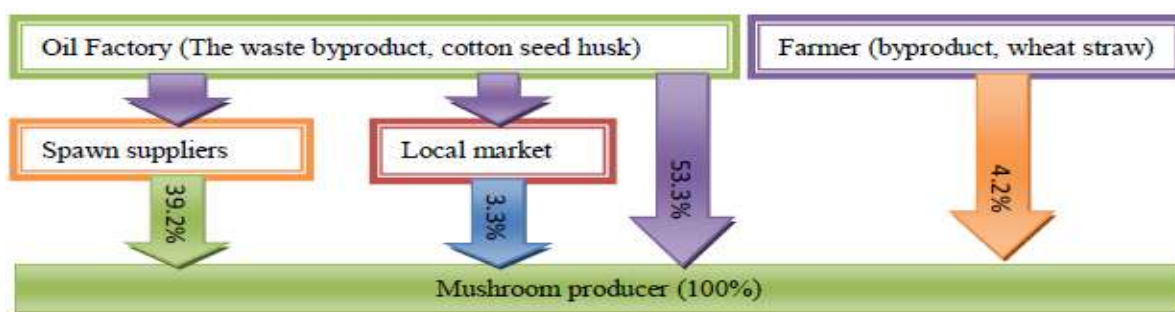 Oil Factory (The waste byproduct, cotton seed husk)
Farmer (byproduct, wheat straw)
Spawn suppliers
Local market
39.2%
3.3%
53.3%
4.2%
Mushroom producer (100%)